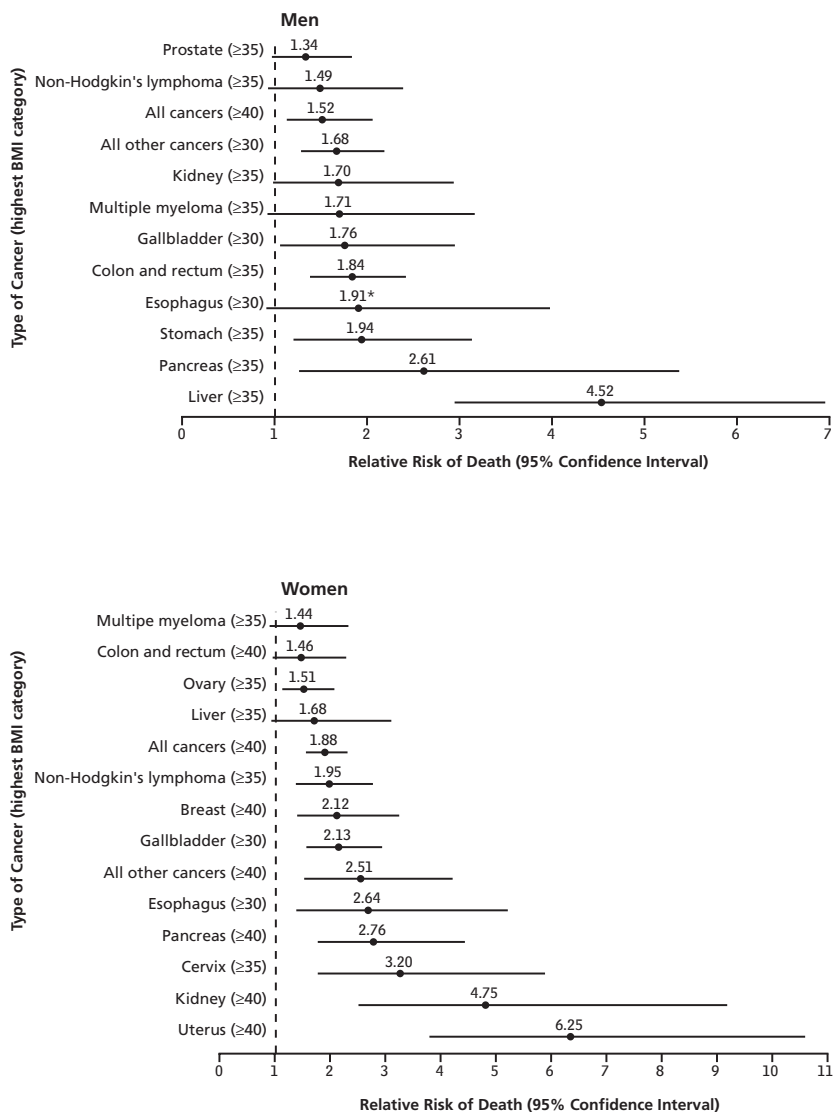 Men
Type of Cancer (highest BMI category)
Prostate (≥35) 1.34
Non-Hodgkin's lymphoma (≥35) 1.49
All cancers (≥40) 1.52
All other cancers (≥30) 1.68
Kidney (≥35) 1.70
Multiple myeloma (≥35) 1.71
Gallbladder (≥30) 1.76
Colon and rectum (≥35) 1.84
Esophagus (≥30) 1.91*
Stomach (≥35) 1.94
Pancreas (≥35) 2.61
Liver (≥35) 4.52
0 1 2 3 4 5 6 7
Relative Risk of Death (95% Confidence Interval)
Women
Type of Cancer (highest BMI category)
Multipe myeloma (≥35) 1.44
Colon and rectum (≥40) 1.46
Ovary (≥35) 1.51
Liver (≥35) 1.68
All cancers (≥40) 1.88
Non-Hodgkin's lymphoma (≥35) 1.95
Breast (≥40) 2.12
Gallbladder (≥30) 2.13
All other cancers (≥40) 2.51
Esophagus (≥30) 2.64
Pancreas (≥40) 2.76
Cervix (≥35) 3.20
Kidney (≥40) 4.75
Uterus (≥40) 6.25
0 1 2 3 4 5 6 7 8 9 10 11
Relative Risk of Death (95% Confidence Interval)